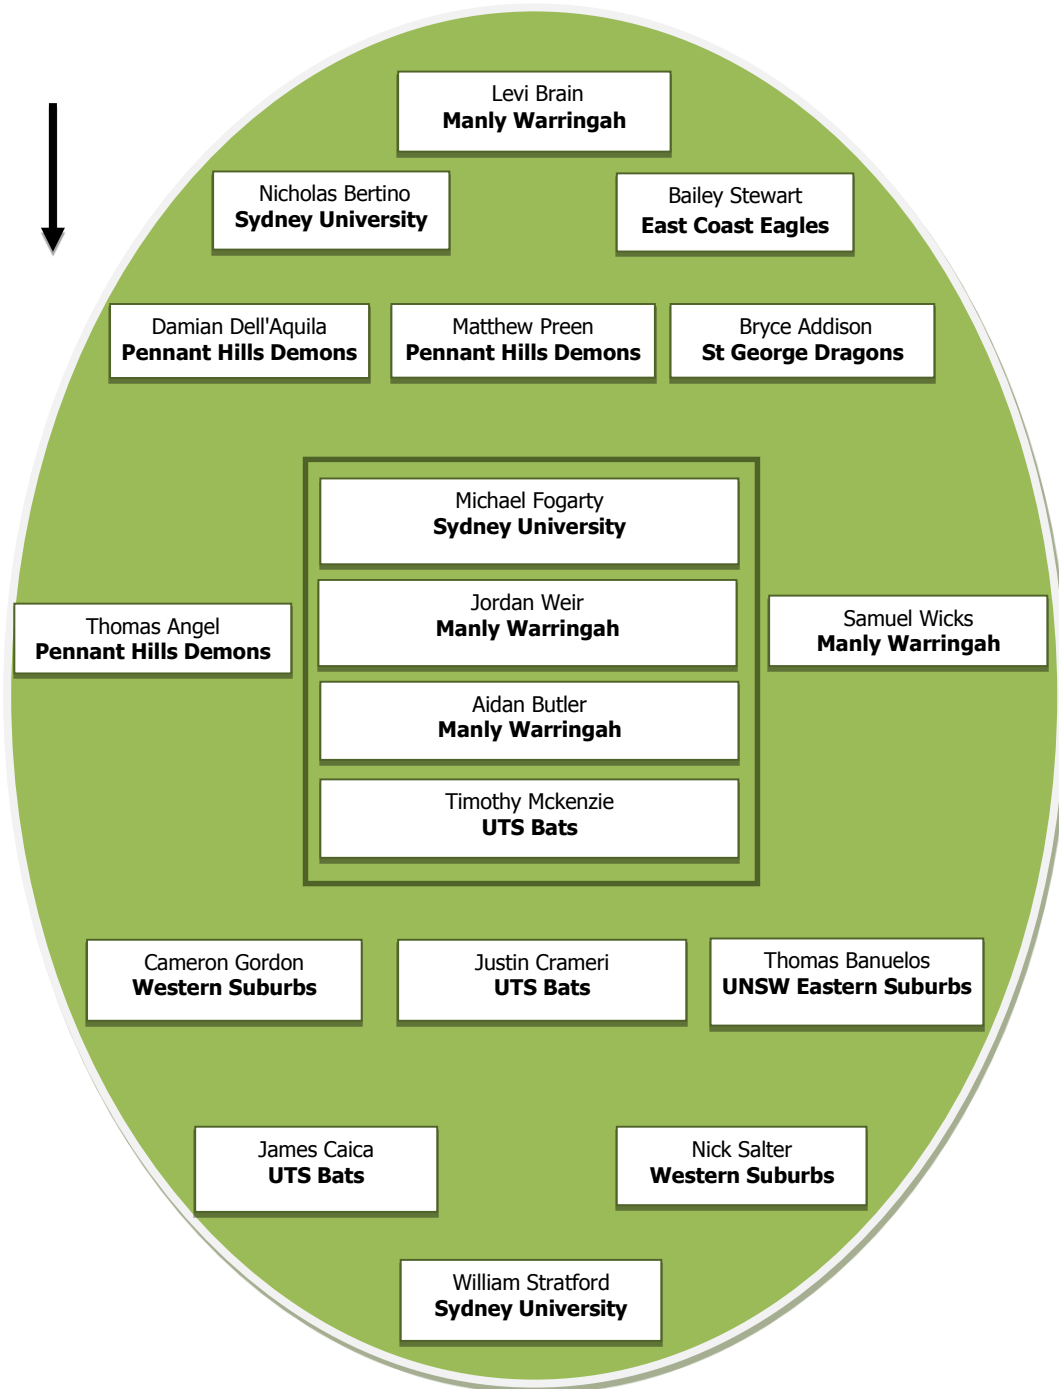 Levi Brain
Manly Warringah
Nicholas Bertino
Sydney University
Bailey Stewart
East Coast Eagles
Damian Dell'Aquila
Pennant Hills Demons
Matthew Preen
Pennant Hills Demons
Bryce Addison
St George Dragons
Michael Fogarty
Sydney University
Thomas Angel
Pennant Hills Demons
Jordan Weir
Manly Warringah
Samuel Wicks
Manly Warringah
Aidan Butler
Manly Warringah
Timothy Mckenzie
UTS Bats
Cameron Gordon
Western Suburbs
Justin Crameri
UTS Bats
Thomas Banuelos
UNSW Eastern Suburbs
James Caica
UTS Bats
Nick Salter
Western Suburbs
William Stratford
Sydney University